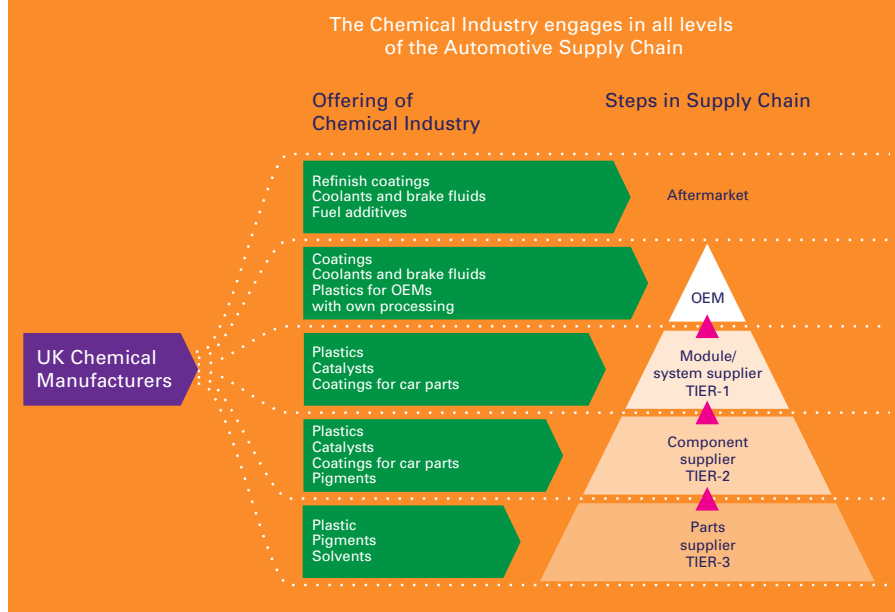 The Chemical Industry engages in all levels
of the Automotive Supply Chain
Offering of
Chemical Industry
Steps in Supply Chain
Refinish coatings
Coolants and brake fluids
Fuel additives
Aftermarket
Coatings
Coolants and brake fluids
Plastics for OEMs
with own processing
OEM
UK Chemical
Manufacturers
Plastics
Catalysts
Coatings for car parts
Module/
system supplier
TIER-1
Plastics
Catalysts
Coatings for car parts
Pigments
Component
supplier
TIER-2
Plastic
Pigments
Solvents
Parts
supplier
TIER-3